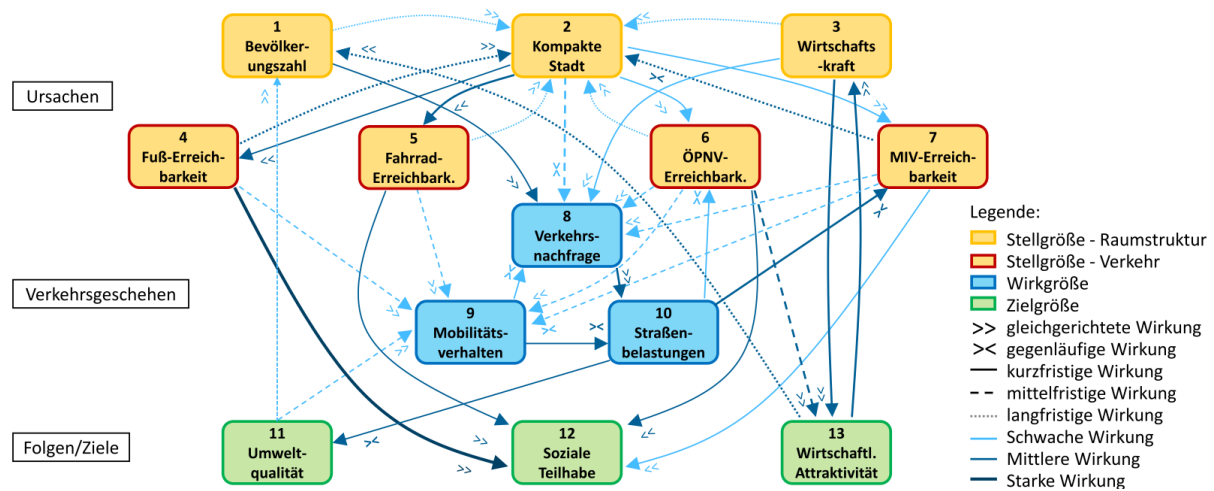 1
Bevölker-
ungszahl
2
Kompakte
Stadt
3
Wirtschafts
-kraft
Ursachen
4
Fuß-Erreich-
barkeit
5
Fahrrad-
Erreichbark.
6
ÖPNV-
Erreichbark.
7
MIV-Erreich-
barkeit
8
Verkehrs-
nachfrage
Verkehrsgeschehen
9
Mobilitäts-
verhalten
10
Straßen-
belastungen
Folgen/Ziele
11
Umwelt-
qualität
12
Soziale
Teilhabe
13
Wirtschaftl.
Attraktivität
Legende:
Stellgröße - Raumstruktur
Stellgröße - Verkehr
Wirkgröße
Zielgröße
>> gleichgerichtete Wirkung
>< gegenläufige Wirkung
kurzfristige Wirkung
mittelfristige Wirkung
langfristige Wirkung
Schwache Wirkung
Mittlere Wirkung
Starke Wirkung